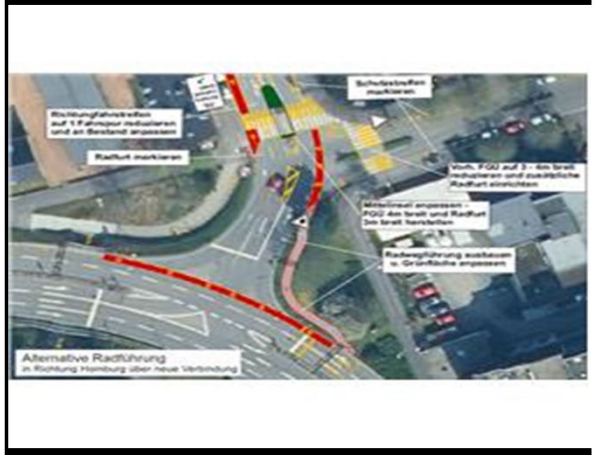 Schutzstreifen
markieren
Richtungfahrstreifen
auf 1 Fahrspur reduzieren
und an Bestand anpassen
Radfurt markieren
Vorh. FGÜ auf 3 - 4m breit
reduzieren und zusätzliche
Radfurt einrichten
Mittelinsel anpassen -
FGÜ 4m breit und Radfurt
3m breit herstellen
Radwegführung ausbauen
u. Grünfläche anpassen
Alternative Radführung
in Richtung Homburg über neue Verbindung